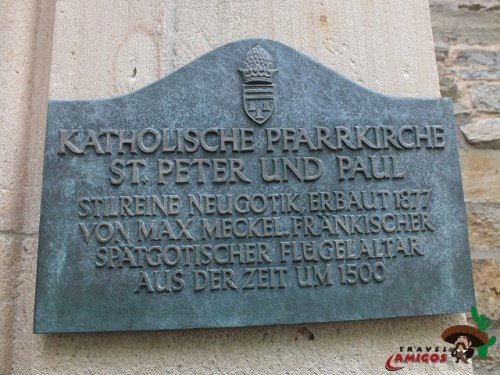 KATHOLISCHE PFARRKIRCHE
ST. PETER UND PAUL
STILREINE NEUGOTIK, ERBAUT 1877
VON MAX MECKEL. FRÄNKISCHER
SPÄTGOTISCHER FLÜGELALTAR
AUS DER ZEIT UM 1500
TRAVEL
AMIGOS